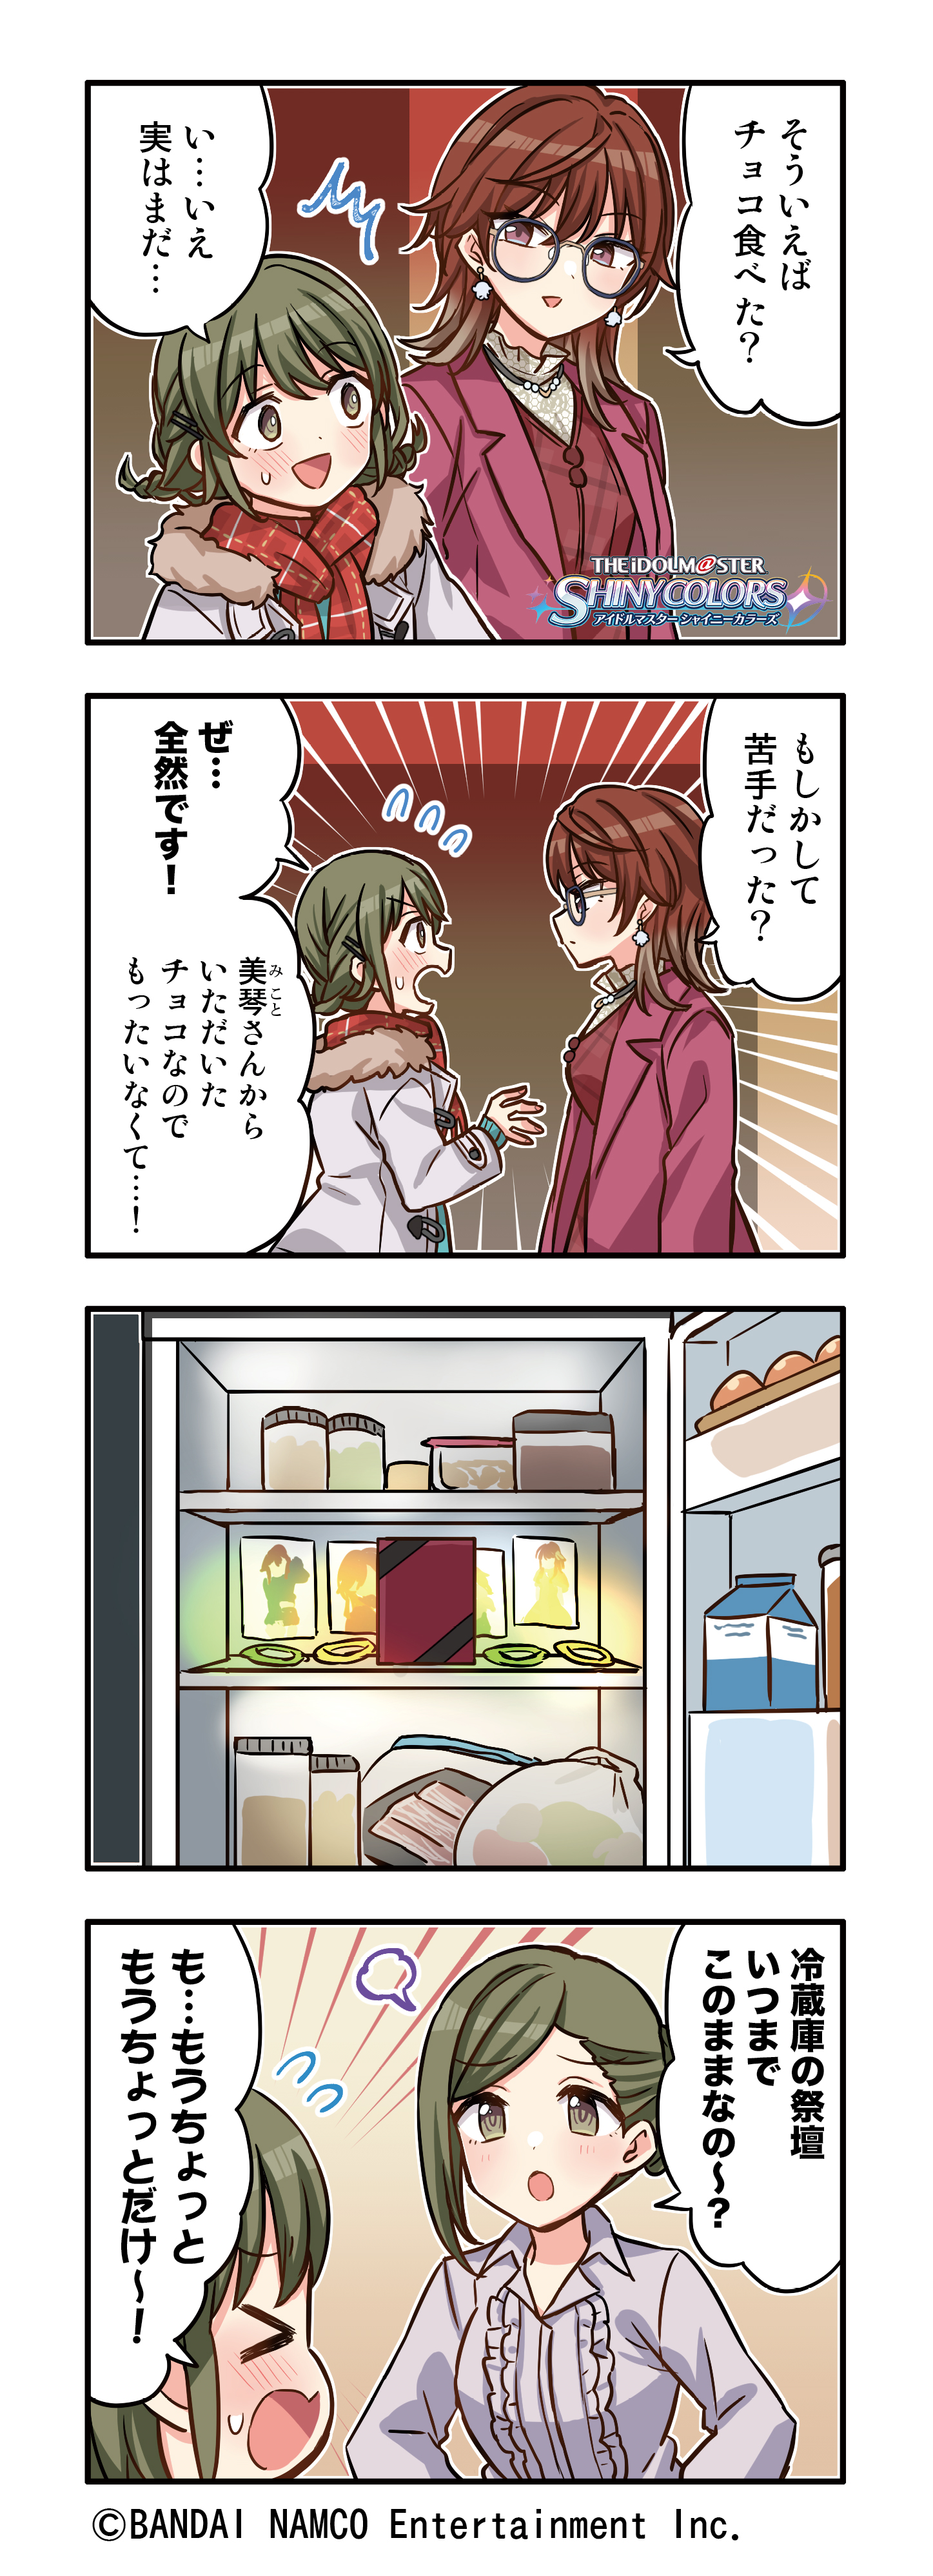 そういえば
チョコ食べた？
い…いえ
実はまだ…
THE iDOLM@STER
SHINY COLORS
アイドルマスター シャイニーカラーズ
もしかして
苦手だった？
ぜ…
全然です！
美琴さんから
みこと
いただいた
チョコなので
もったいなくて……！
冷蔵庫の祭壇
いつまで
このままなの～？
も…もうちょっと
もうちょっとだけ～！
©BANDAI NAMCO Entertainment Inc.